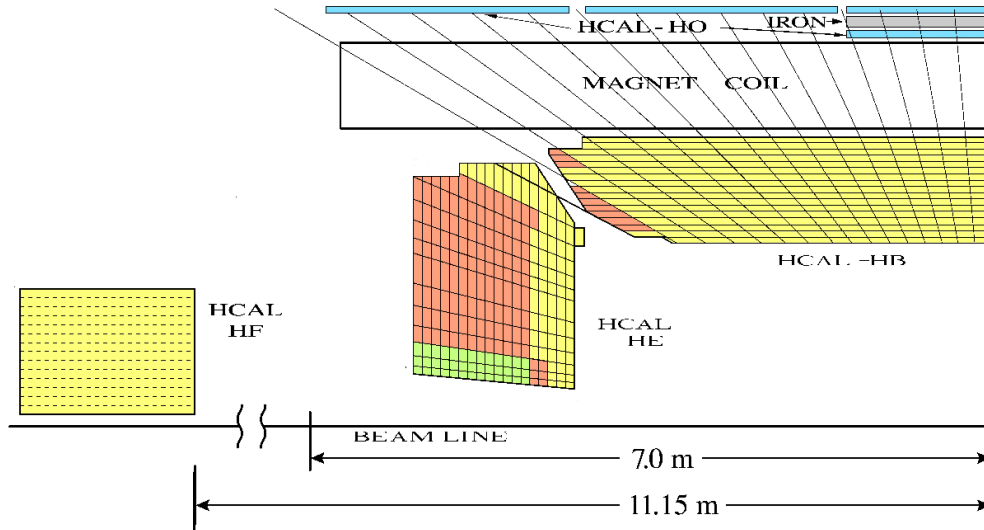 HCAL - HO
IRON
MAGNET COIL
HCAL - HB
HCAL
HF
HCAL
HE
BEAM LINE
7.0 m
11.15 m